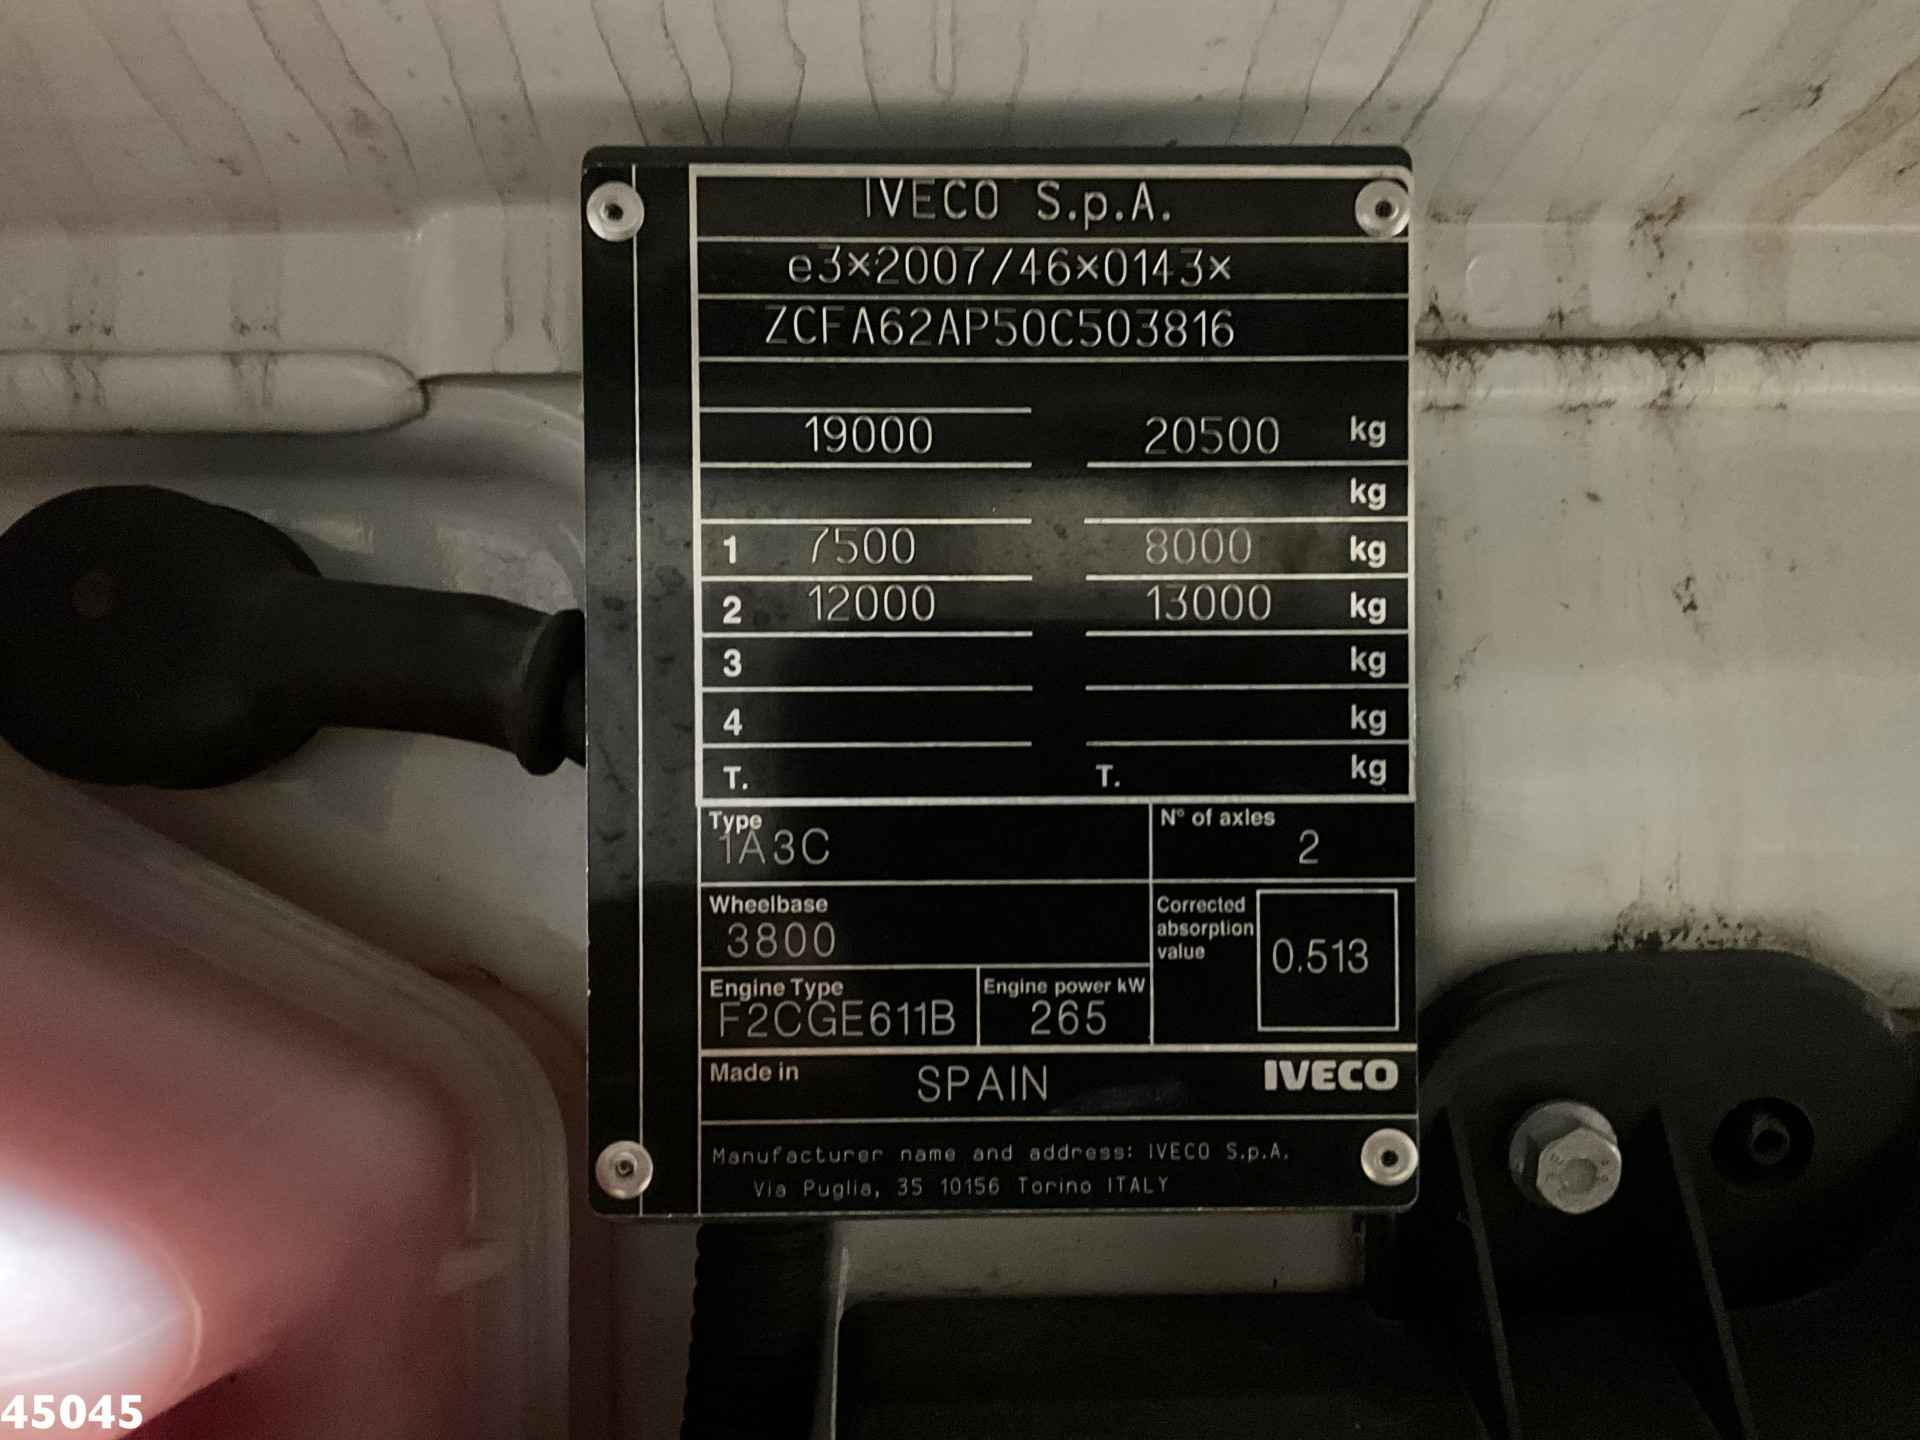 IVECO S.p.A.
e3×2007/46×0143×
ZCFA62AP50C503816
19000 20500 kg
kg
1 7500 8000 kg
2 12000 13000 kg
3 kg
4 kg
T. T. kg
Type N° of axles
1A3C 2
Wheelbase Corrected absorption value
3800 0.513
Engine Type Engine power kW
F2CGE611B 265
Made in SPAIN IVECO
Manufacturer name and address: IVECO S.p.A.
Via Puglia, 35 10156 Torino ITALY
45045